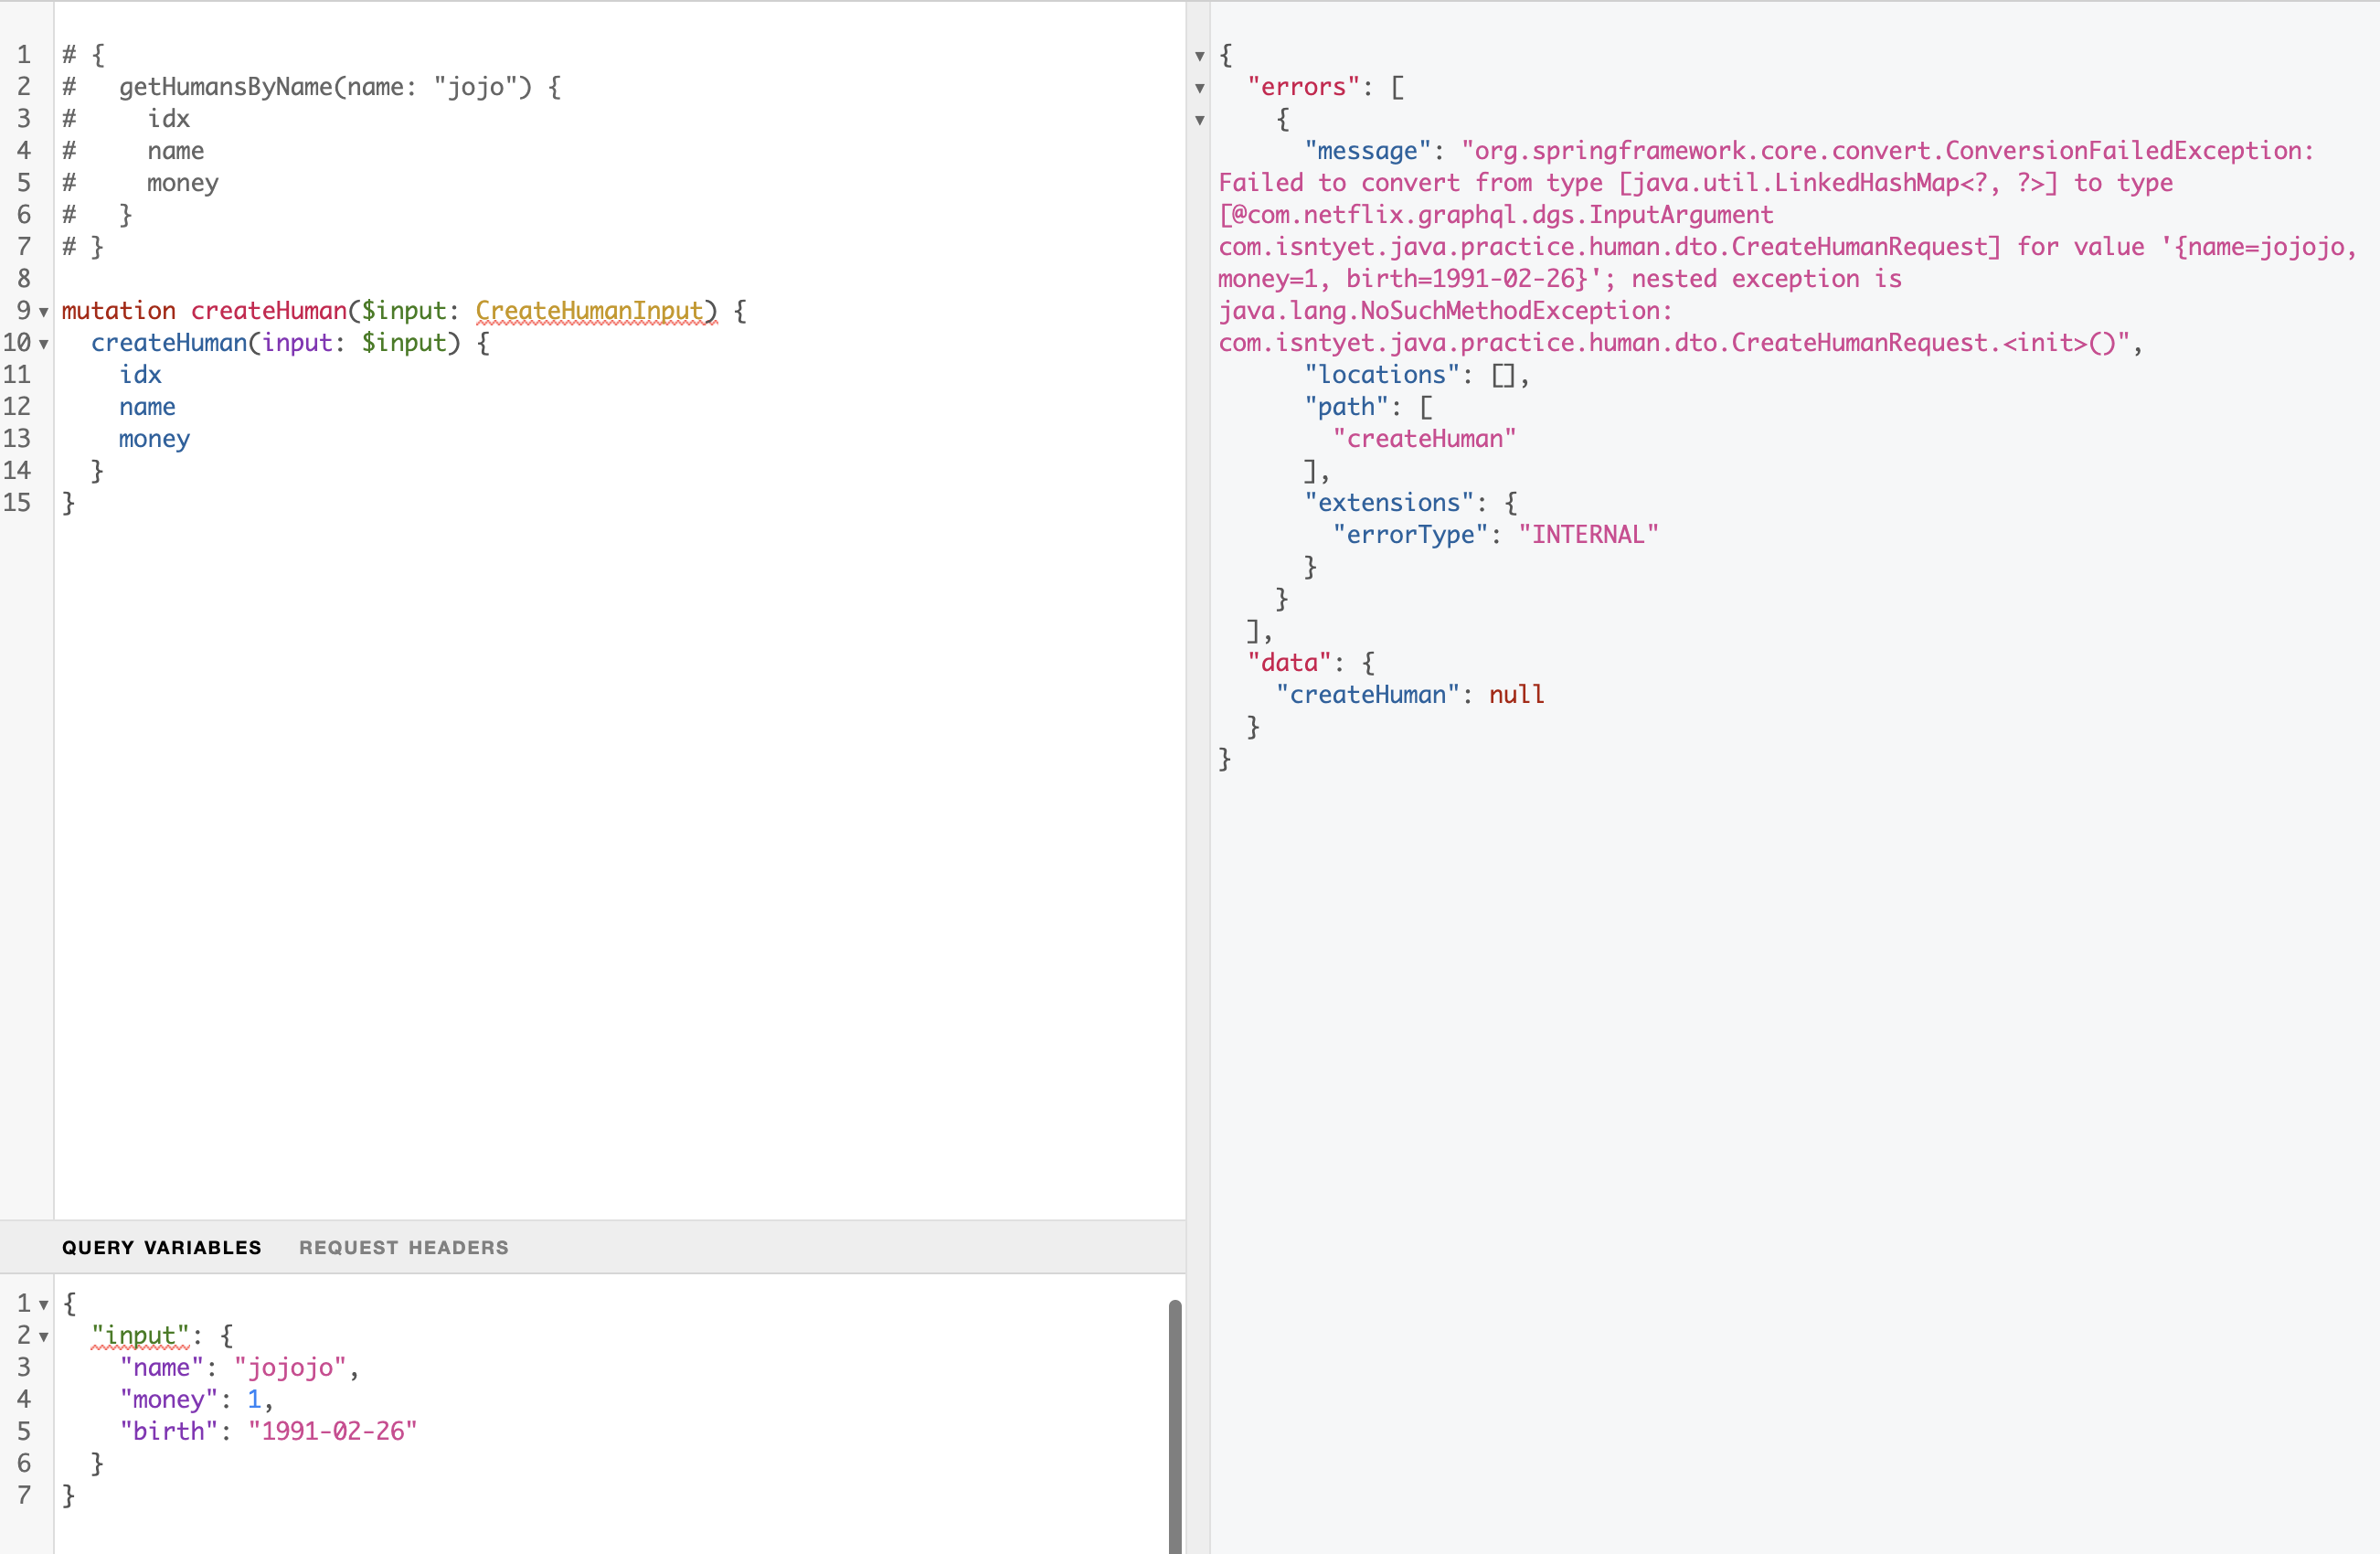 1 # {
2 #   getHumansByName(name: "jojo") {
3 #     idx
4 #     name
5 #     money
6 #   }
7 # }
8
9 mutation createHuman($input: CreateHumanInput) {
10   createHuman(input: $input) {
11     idx
12     name
13     money
14   }
15 }
QUERY VARIABLES REQUEST HEADERS
1 {
2   "input": {
3     "name": "jojojo",
4     "money": 1,
5     "birth": "1991-02-26"
6   }
7 }
{
  "errors": [
    {
      "message": "org.springframework.core.convert.ConversionFailedException:
Failed to convert from type [java.util.LinkedHashMap<?, ?>] to type
[@com.netflix.graphql.dgs.InputArgument
com.isntyet.java.practice.human.dto.CreateHumanRequest] for value '{name=jojojo,
money=1, birth=1991-02-26}'; nested exception is
java.lang.NoSuchMethodException:
com.isntyet.java.practice.human.dto.CreateHumanRequest.<init>()",
      "locations": [],
      "path": [
        "createHuman"
      ],
      "extensions": {
        "errorType": "INTERNAL"
      }
    }
  ],
  "data": {
    "createHuman": null
  }
}